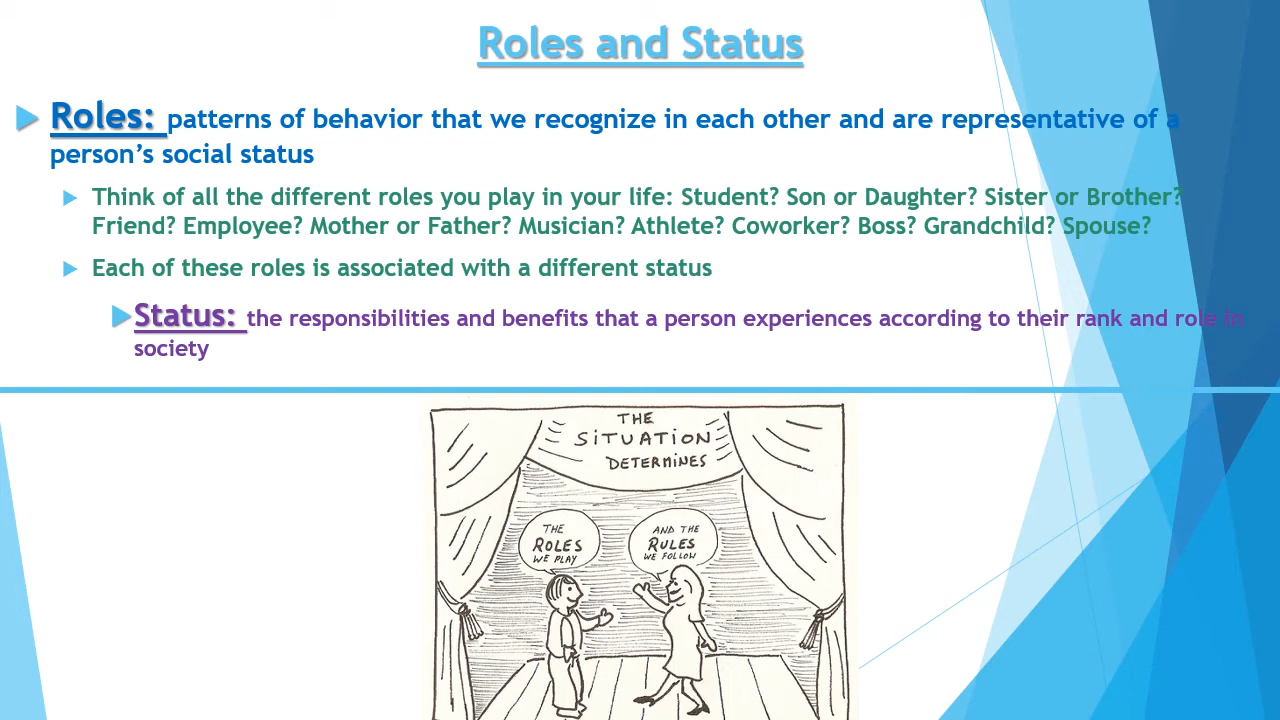 Roles and Status
Roles: patterns of behavior that we recognize in each other and are representative of a
person’s social status
Think of all the different roles you play in your life: Student? Son or Daughter? Sister or Brother?
Friend? Employee? Mother or Father? Musician? Athlete? Coworker? Boss? Grandchild? Spouse?
Each of these roles is associated with a different status
Status: the responsibilities and benefits that a person experiences according to their rank and role in
society
THE
SITUATION
DETERMINES
THE
ROLES
WE PLAY
AND THE
RULES
WE FOLLOW